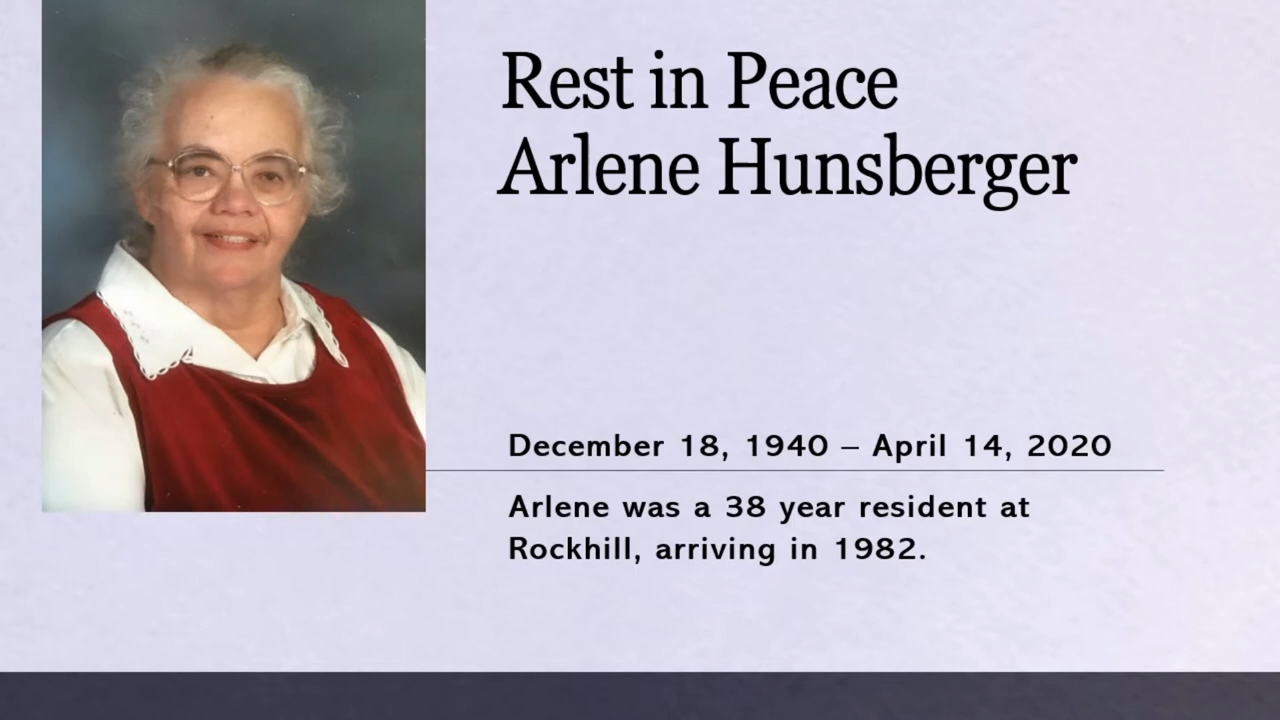 Rest in Peace
Arlene Hunsberger
December 18, 1940 – April 14, 2020
Arlene was a 38 year resident at
Rockhill, arriving in 1982.